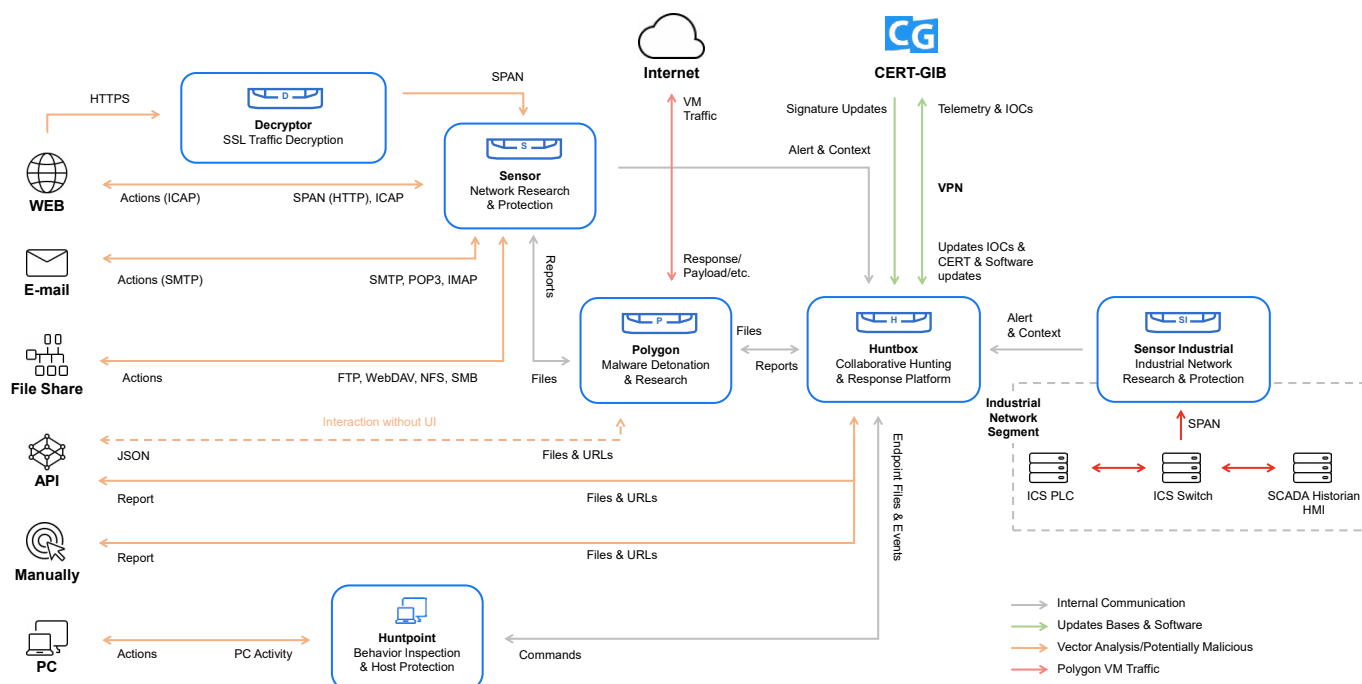 CG
Internet
CERT-GIB
HTTPS
D
Decryptor
SSL Traffic Decryption
SPAN
VM
Traffic
Signature Updates
Telemetry & IOCs
S
Sensor
Network Research
& Protection
Alert & Context
WEB
Actions (ICAP)
SPAN (HTTP), ICAP
VPN
E-mail
Actions (SMTP)
SMTP, POP3, IMAP
Reports
Response/
Payload/etc.
Updates IOCs &
CERT & Software
updates
File Share
Actions
FTP, WebDAV, NFS, SMB
Files
P
Polygon
Malware Detonation
& Research
Files
Reports
H
Huntbox
Collaborative Hunting
& Response Platform
Alert
& Context
SI
Sensor Industrial
Industrial Network
Research & Protection
Industrial
Network
Segment
SPAN
ICS PLC
ICS Switch
SCADA Historian
HMI
Interaction without UI
API
JSON
Files & URLs
Report
Files & URLs
Endpoint Files & Events
Manually
Report
Files & URLs
PC
Actions
PC Activity
Huntpoint
Behavior Inspection
& Host Protection
Commands
Internal Communication
Updates Bases & Software
Vector Analysis/Potentially Malicious
Polygon VM Traffic